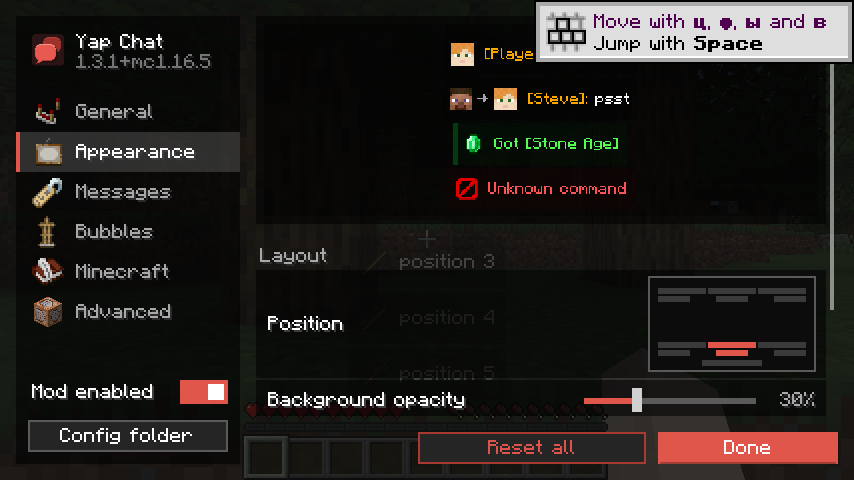 Yap Chat
1.3.1+mc1.16.5
General
Appearance
Messages
Bubbles
Minecraft
Advanced
Mod enabled
Config folder
Move with ц, ф, ы and в
Jump with Space
[Playe
[Steve]: psst
Got [Stone Age]
Unknown command
Layout
position 3
Position
position 4
position 5
Background opacity
30%
Reset all
Done